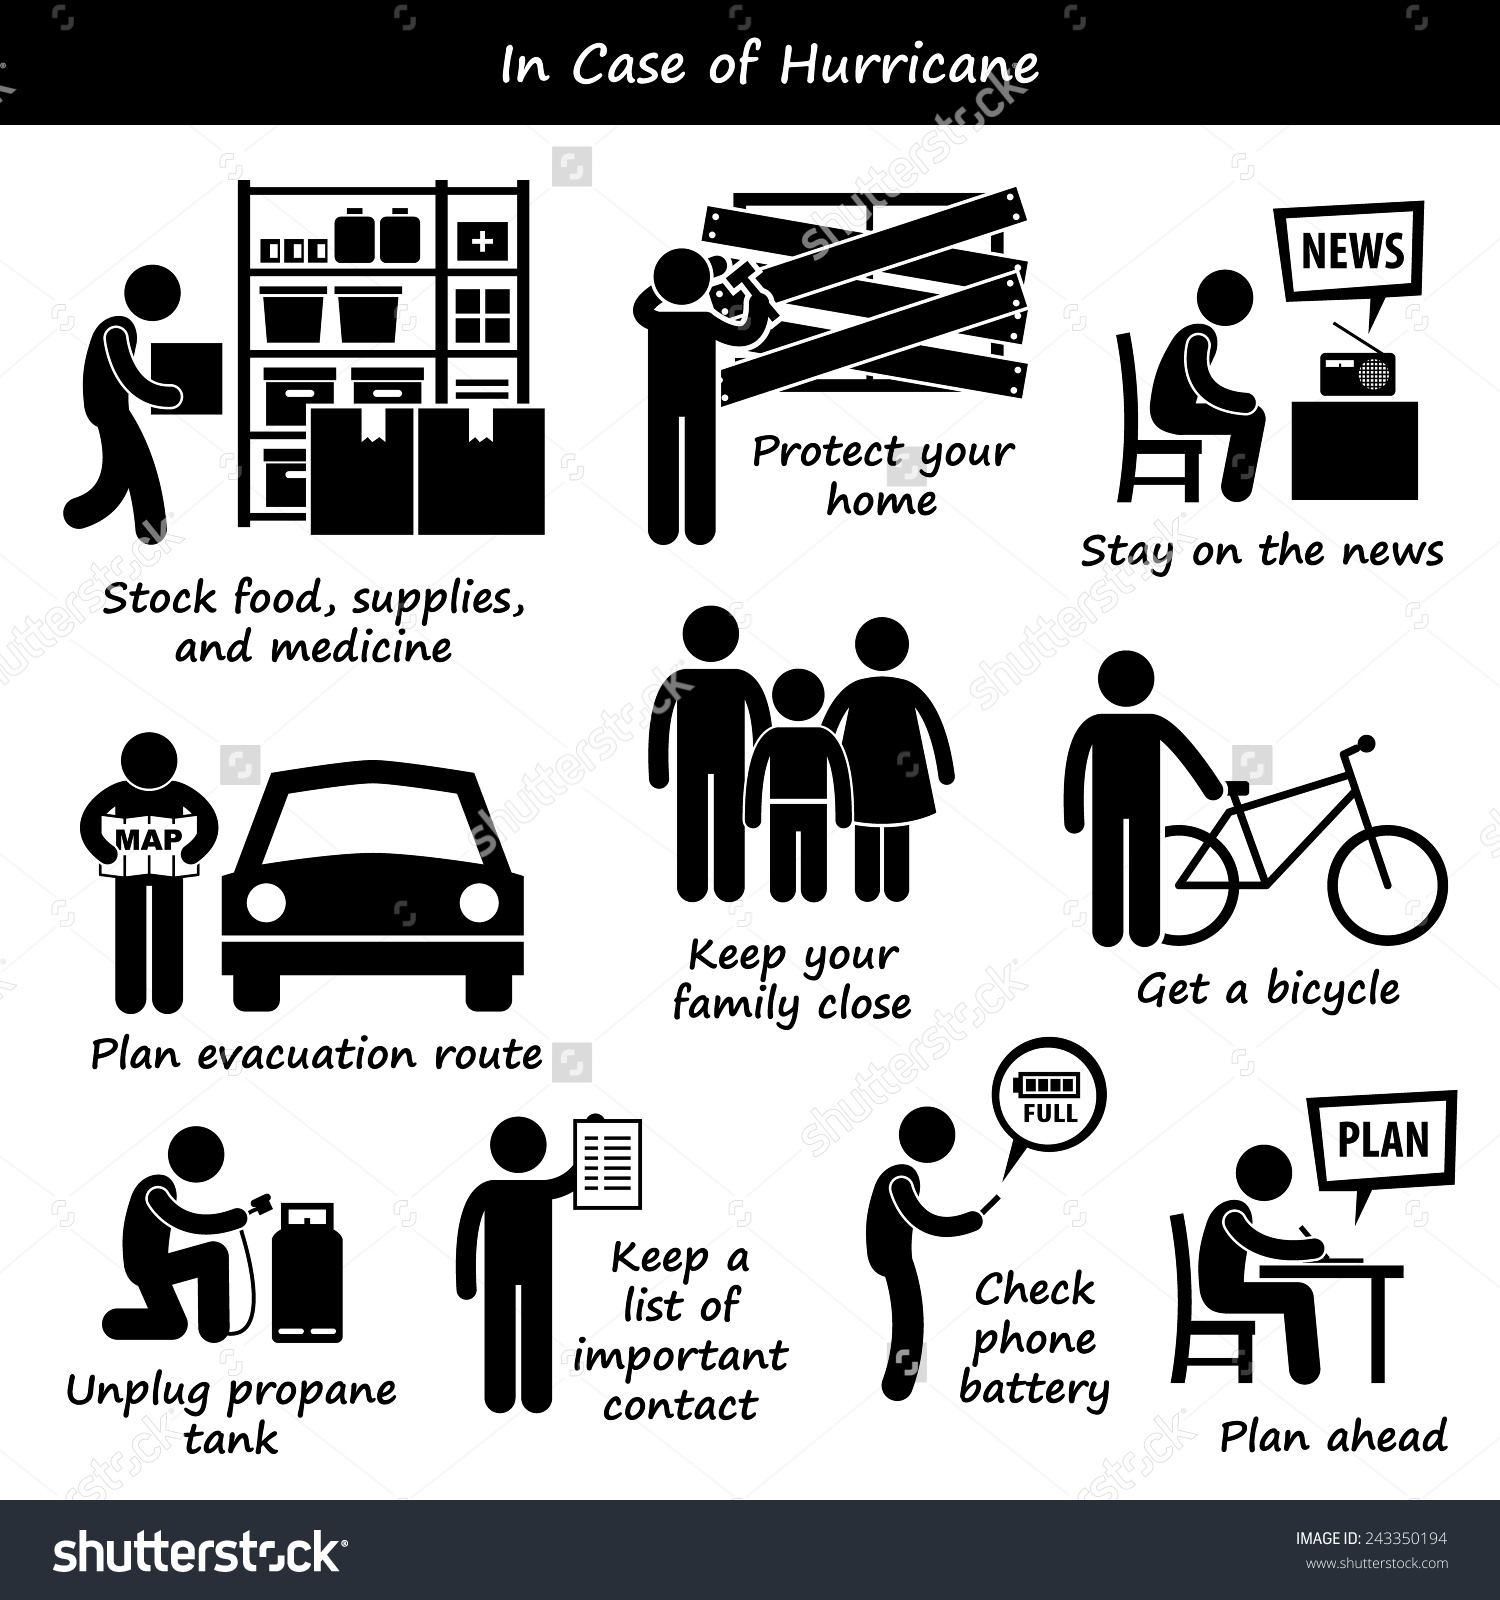 In Case of Hurricane
NEWS
Protect your
home
Stay on the news
Stock food, supplies,
and medicine
MAP
Keep your
family close
Get a bicycle
Plan evacuation route
FULL
PLAN
Keep a
list of
important
contact
Check
phone
battery
Unplug propane
tank
Plan ahead
shutterstock
IMAGE ID: 243350194
www.shutterstock.com